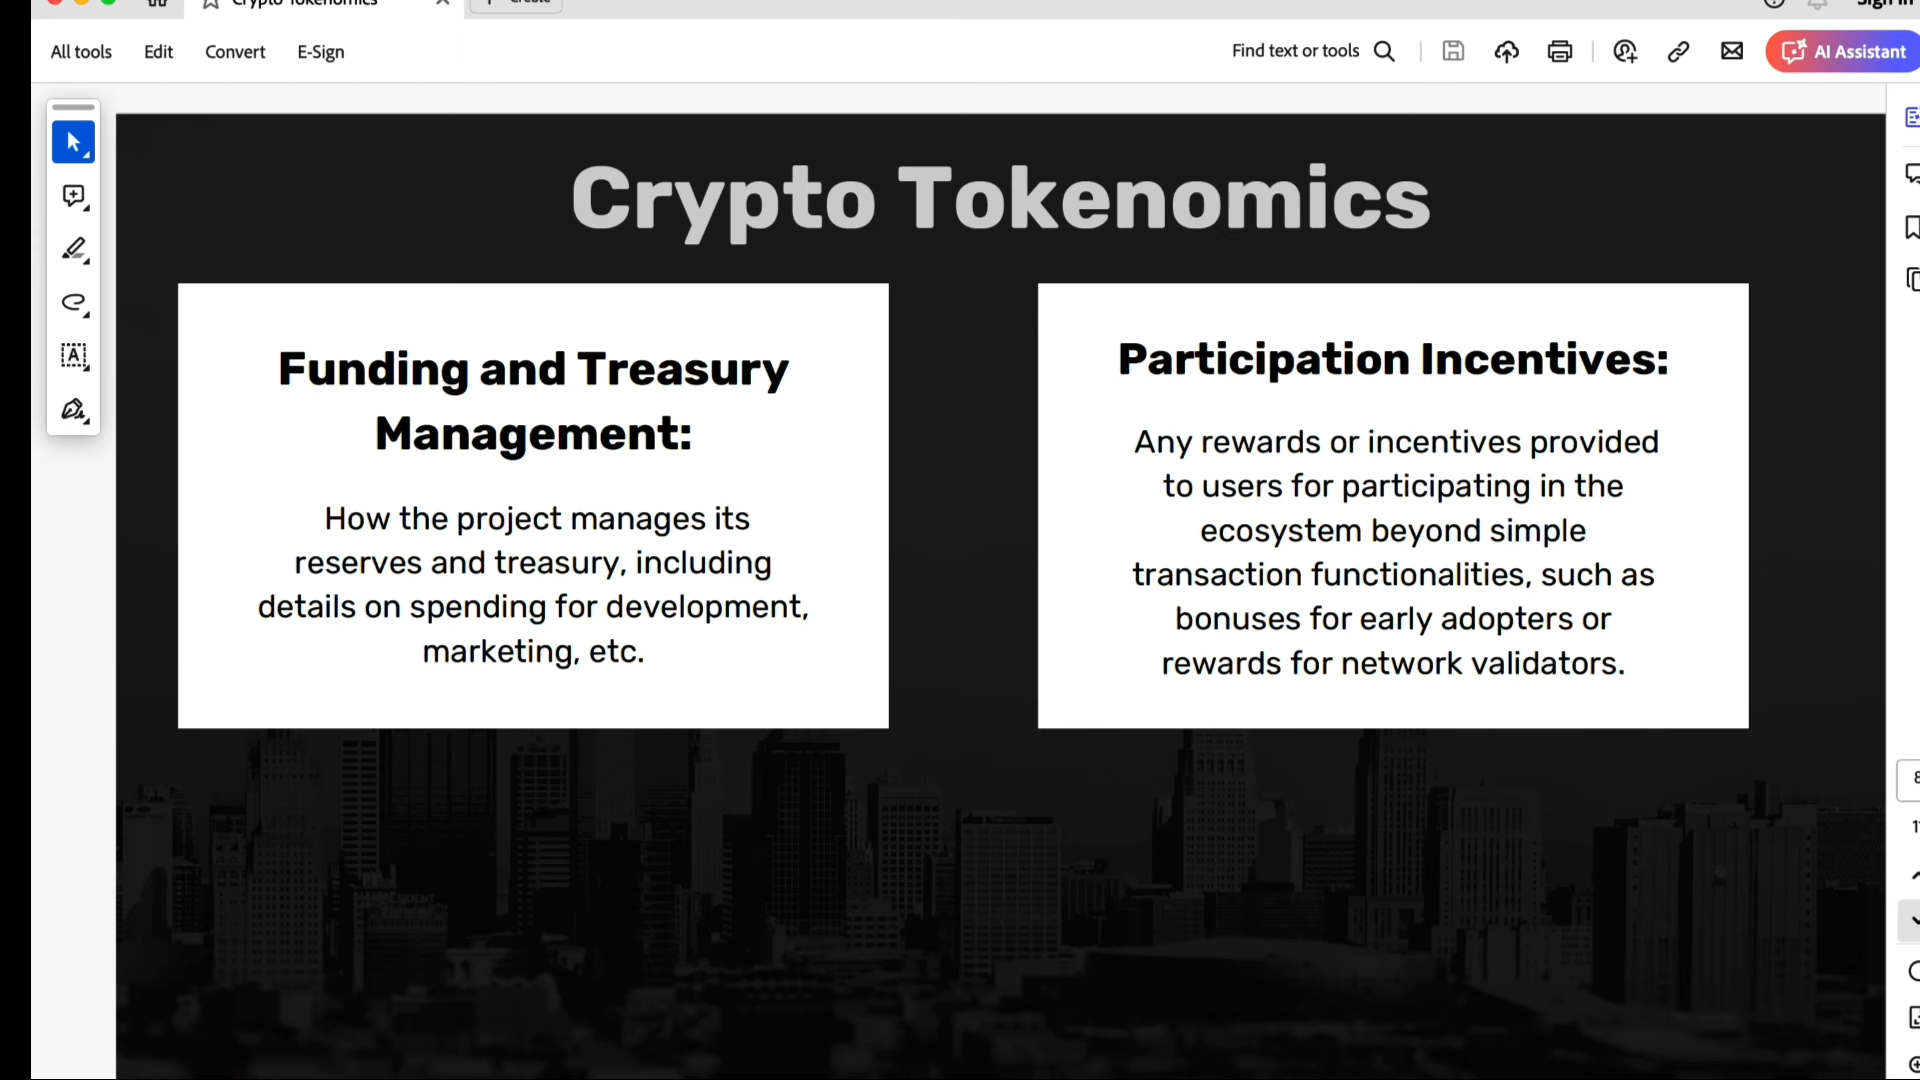 Crypto Tokenomics
All tools
Edit
Convert
E-Sign
Find text or tools
AI Assistant
Crypto Tokenomics
Funding and Treasury
Management:
How the project manages its
reserves and treasury, including
details on spending for development,
marketing, etc.
Participation Incentives:
Any rewards or incentives provided
to users for participating in the
ecosystem beyond simple
transaction functionalities, such as
bonuses for early adopters or
rewards for network validators.